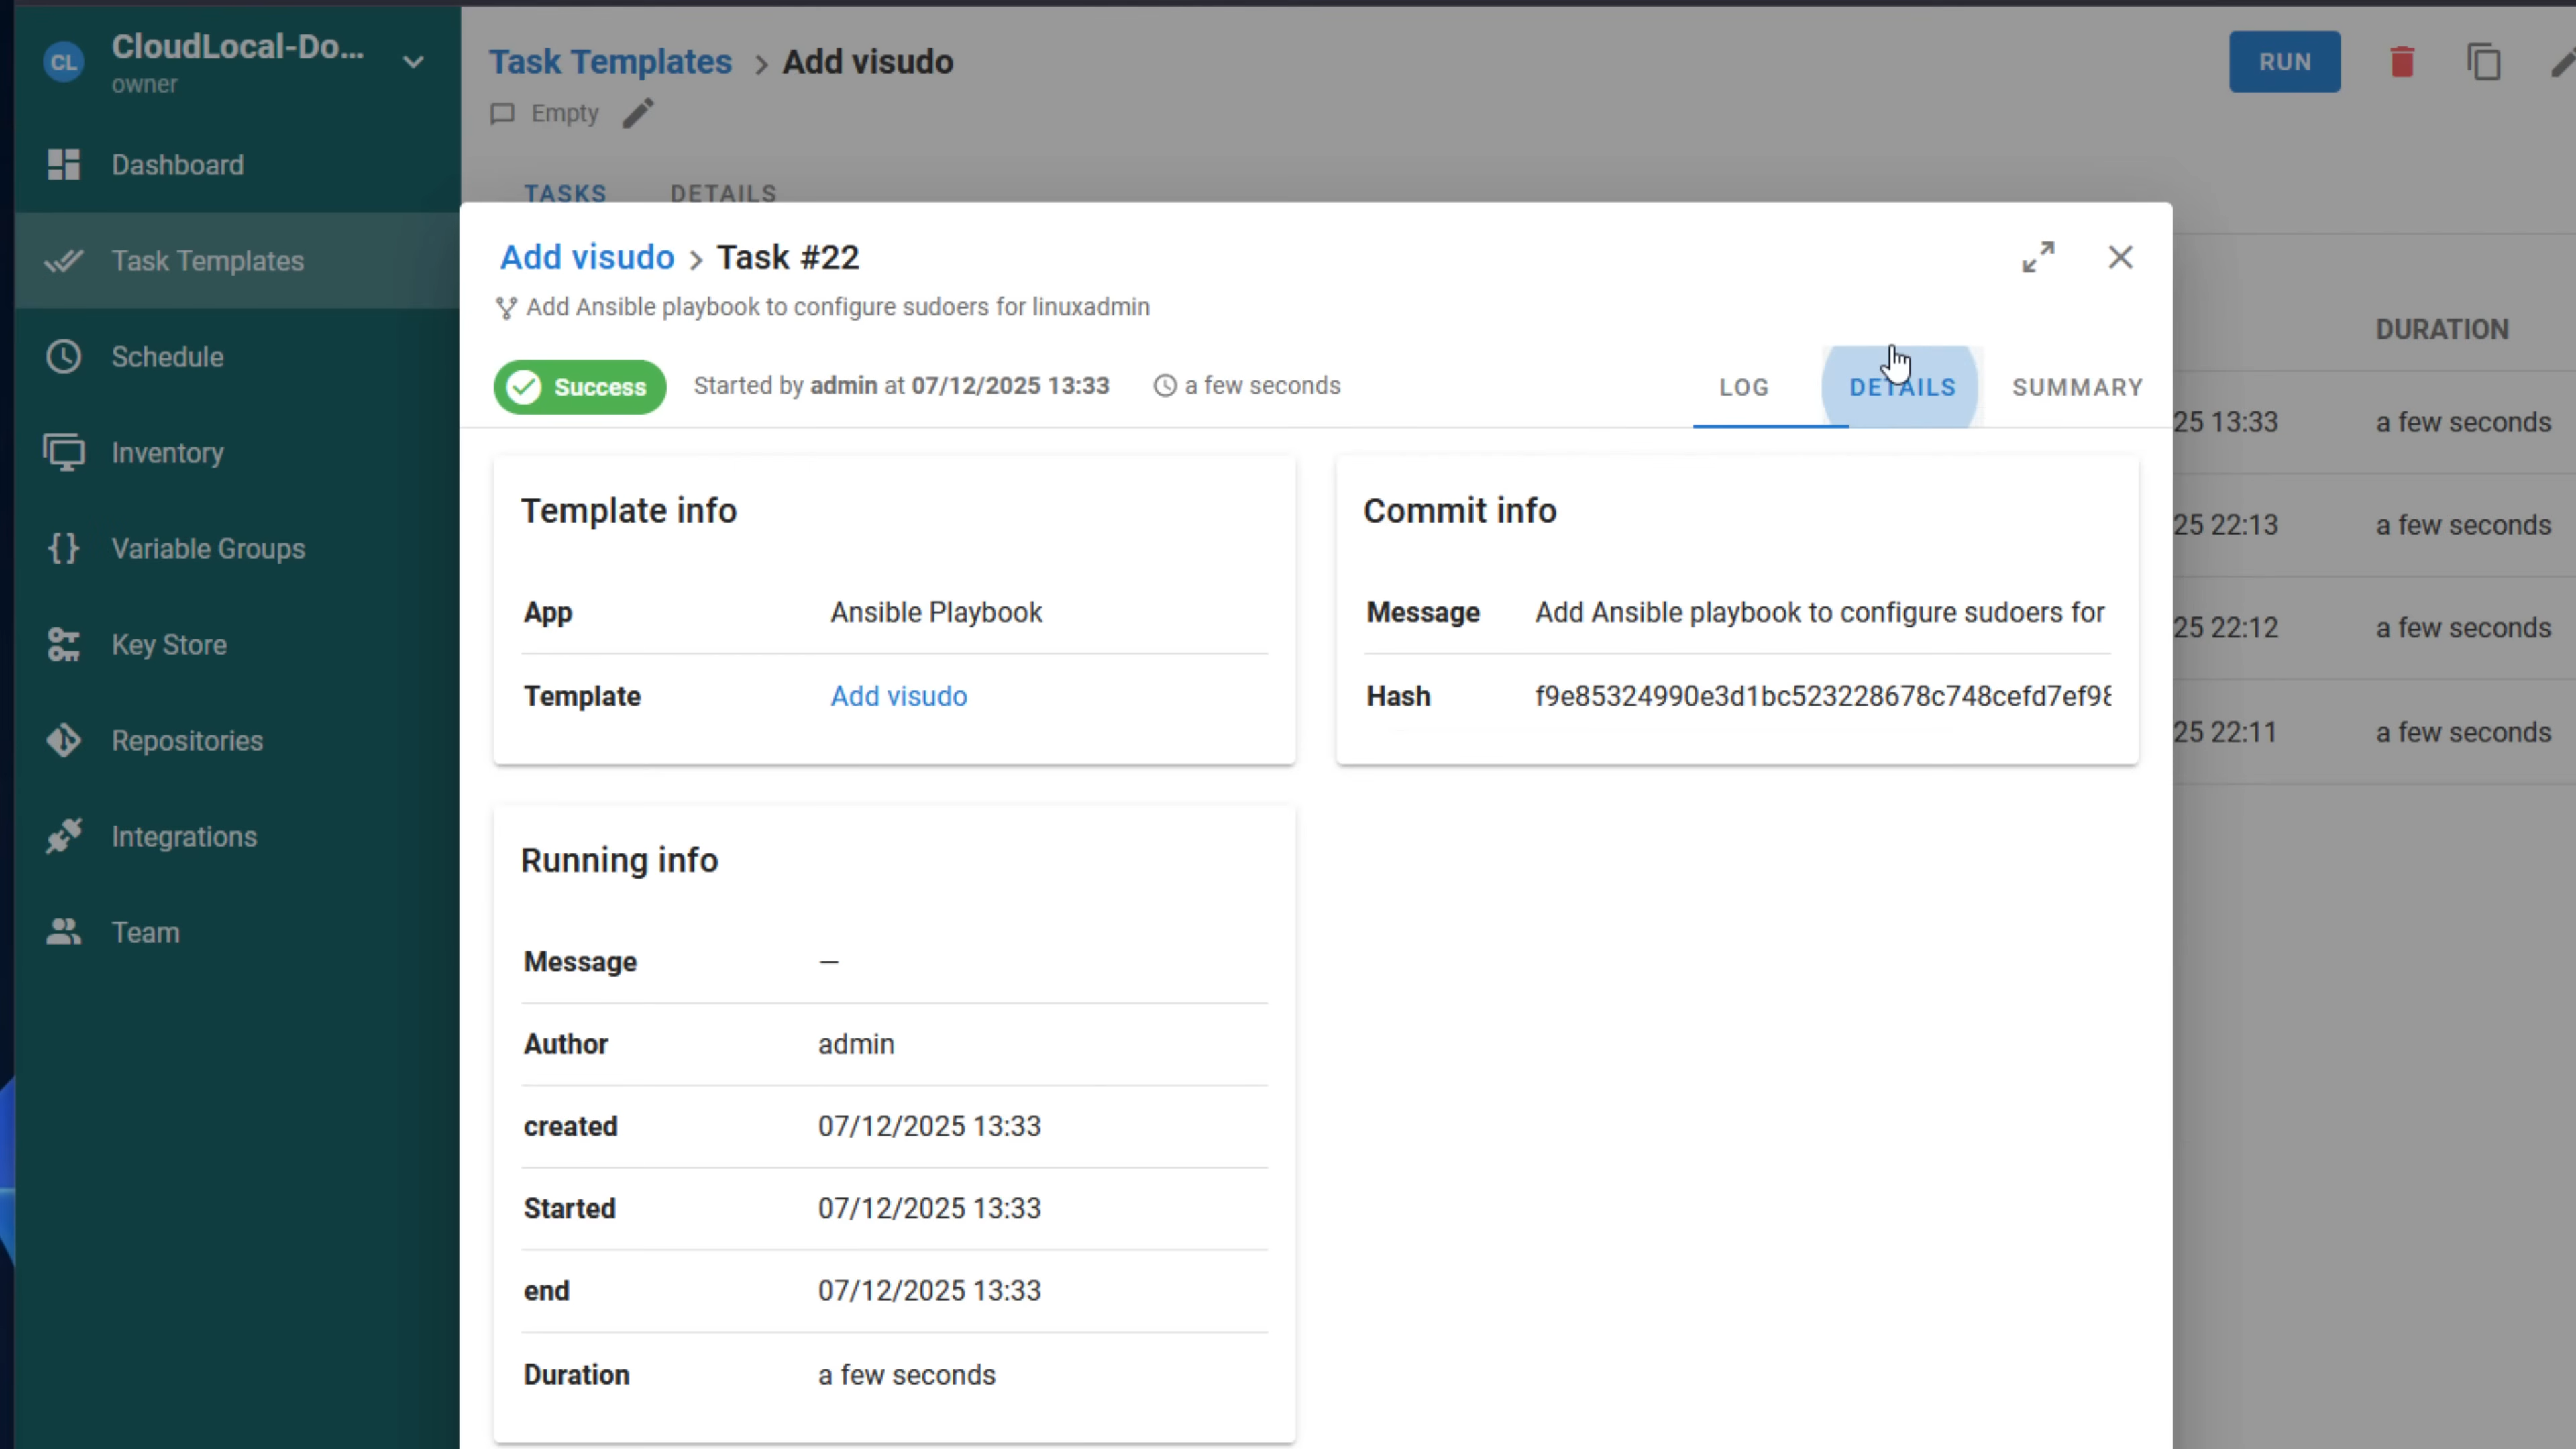 CL
CloudLocal-Do...
owner
Dashboard
Task Templates
Schedule
Inventory
Variable Groups
Key Store
Repositories
Integrations
Team
Task Templates > Add visudo
Empty
RUN
TASKS DETAILS
DURATION
25 13:33 a few seconds
25 22:13 a few seconds
25 22:12 a few seconds
25 22:11 a few seconds
Add visudo > Task #22
Add Ansible playbook to configure sudoers for linuxadmin
Success Started by admin at 07/12/2025 13:33 a few seconds
LOG DETAILS SUMMARY
Template info
App Ansible Playbook
Template Add visudo
Commit info
Message Add Ansible playbook to configure sudoers for
Hash f9e85324990e3d1bc523228678c748cefd7ef98
Running info
Message —
Author admin
created 07/12/2025 13:33
Started 07/12/2025 13:33
end 07/12/2025 13:33
Duration a few seconds